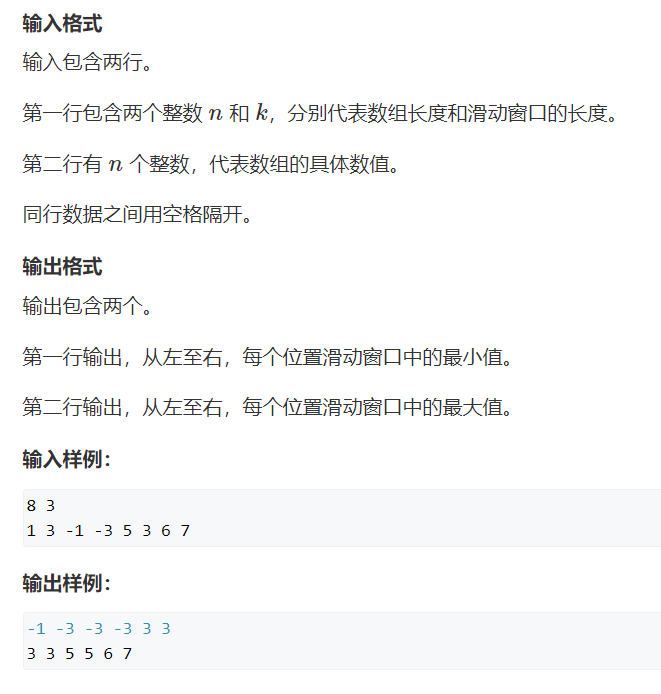 输入格式
输入包含两行。
第一行包含两个整数 n 和 k，分别代表数组长度和滑动窗口的长度。
第二行有 n 个整数，代表数组的具体数值。
同行数据之间用空格隔开。
输出格式
输出包含两个。
第一行输出，从左至右，每个位置滑动窗口中的最小值。
第二行输出，从左至右，每个位置滑动窗口中的最大值。
输入样例：
8 3
1 3 -1 -3 5 3 6 7
输出样例：
-1 -3 -3 -3 3 3
3 3 5 5 6 7